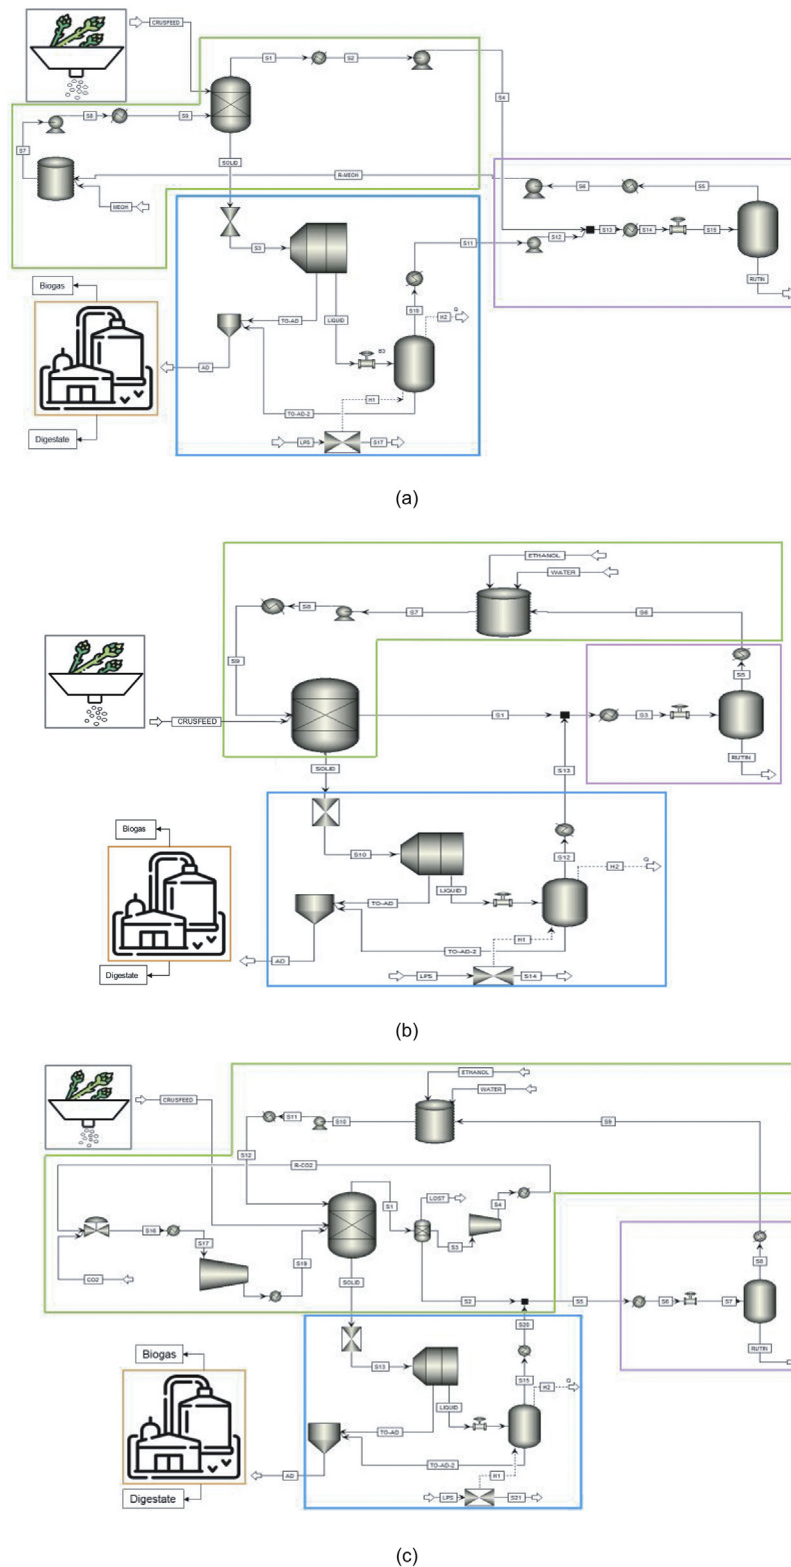 CRUSFEED
S1
S2
S4
S8
S9
S7
SOLID
R-MEOH
MEOH
S6
S5
S3
S11
S12
S13
S14
S15
RUTIN
Biogas
S10
Q
H2
TO-AD
LIQUID
B3
AD
H1
TO-AD-2
Digestate
LPS
S17
(a)
ETHANOL
WATER
S8
S7
S6
S9
S5
CRUSFEED
S1
S3
RUTIN
SOLID
S13
Biogas
S10
S12
Q
H2
LIQUID
TO-AD
H1
TO-AD-2
AD
Digestate
LPS
S14
(b)
ETHANOL
WATER
CRUSFEED
S11
S10
S9
S12
R-CO2
S1
LOST
S4
S16
S17
S3
S18
S8
CO2
SOLID
S2
S5
S6
S7
S20
RUTIN
Biogas
S13
S15
Q
H2
LIQUID
TO-AD
TO-AD-2
H1
AD
Digestate
LPS
S21
(c)